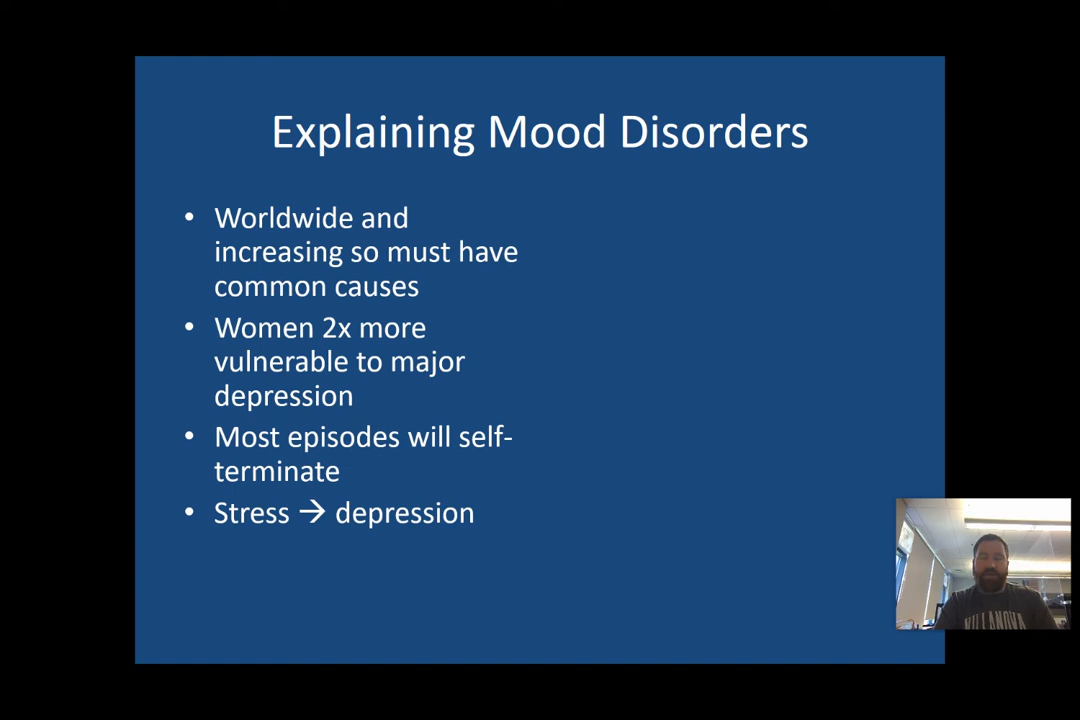 Explaining Mood Disorders
• Worldwide and
increasing so must have
common causes
• Women 2x more
vulnerable to major
depression
• Most episodes will self-
terminate
• Stress → depression
VILLANOVA